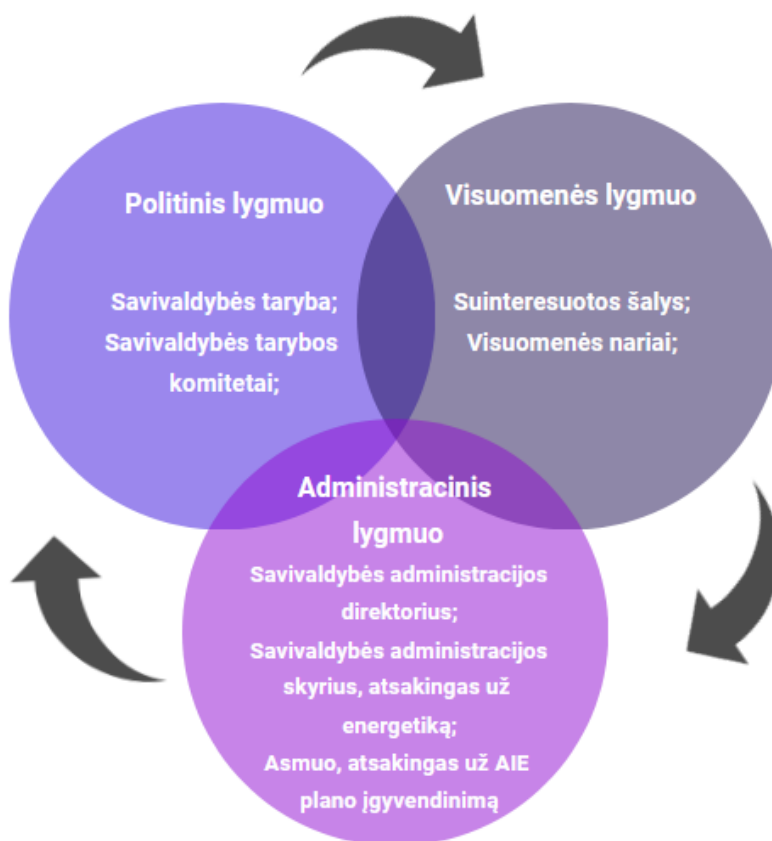 Politinis lygmuo
Savivaldybės taryba;
Savivaldybės tarybos
komitetai;
Visuomenės lygmuo
Suinteresuotos šalys;
Visuomenės nariai;
Administracinis
lygmuo
Savivaldybės administracijos
direktorius;
Savivaldybės administracijos
skyrius, atsakingas už
energetiką;
Asmuo, atsakingas už AIE
plano įgyvendinimą